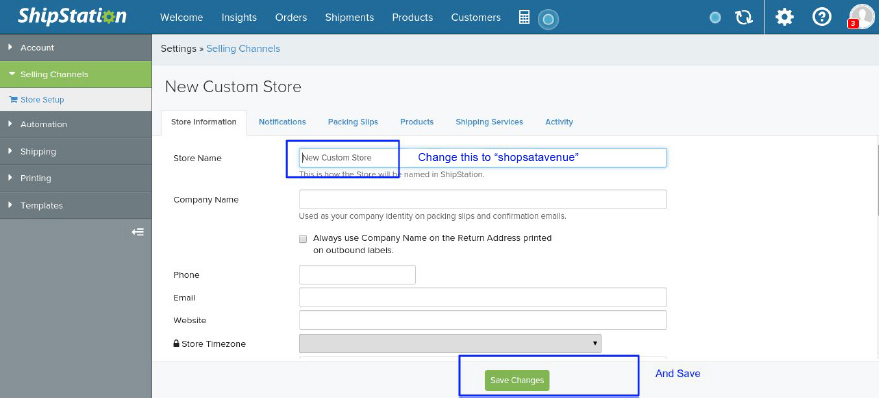 ShipStation
Welcome Insights Orders Shipments Products Customers
3
Account
Selling Channels
Store Setup
Automation
Shipping
Printing
Templates
Settings » Selling Channels
New Custom Store
Store Information Notifications Packing Slips Products Shipping Services Activity
Store Name New Custom Store Change this to “shopsatavenue”
This is how the Store will be named in ShipStation.
Company Name
Used as your company identity on packing slips and confirmation emails.
Always use Company Name on the Return Address printed
on outbound labels.
Phone
Email
Website
Store Timezone
Save Changes And Save